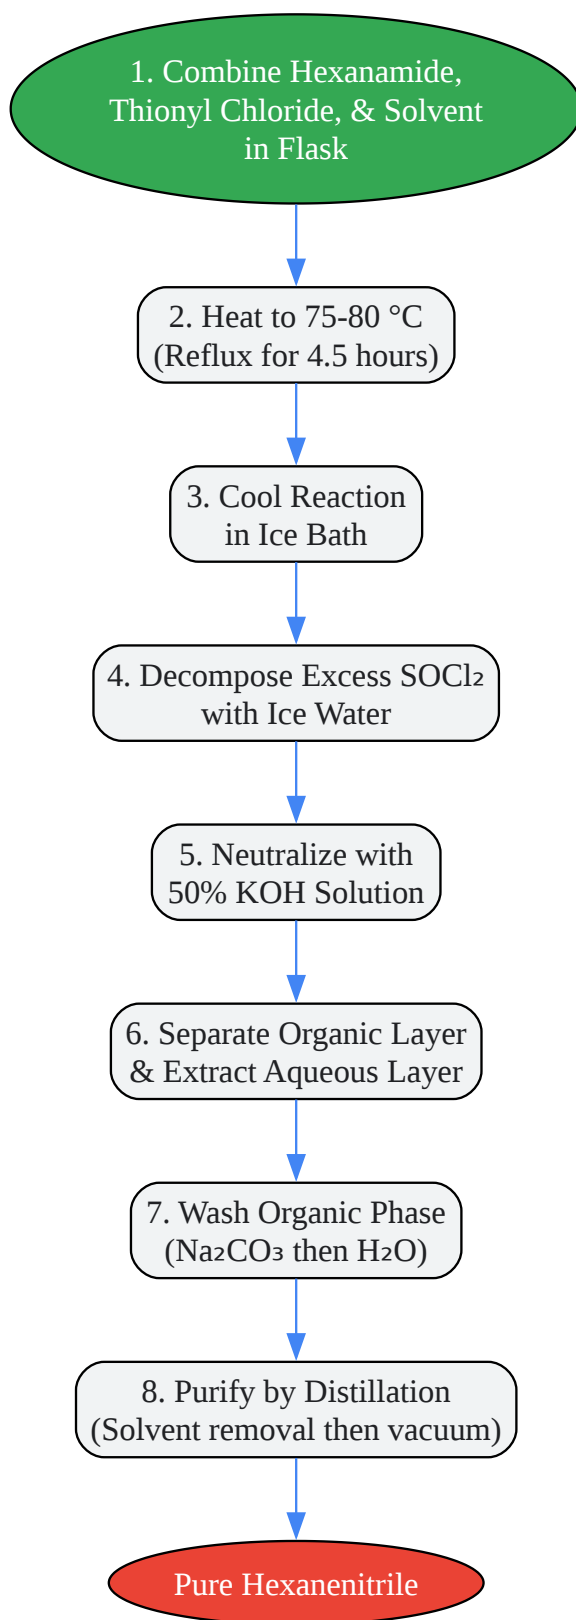 1. Combine Hexanamide,
Thionyl Chloride, & Solvent
in Flask
2. Heat to 75-80 °C
(Reflux for 4.5 hours)
3. Cool Reaction
in Ice Bath
4. Decompose Excess SOCl₂
with Ice Water
5. Neutralize with
50% KOH Solution
6. Separate Organic Layer
& Extract Aqueous Layer
7. Wash Organic Phase
(Na₂CO₃ then H₂O)
8. Purify by Distillation
(Solvent removal then vacuum)
Pure Hexanenitrile